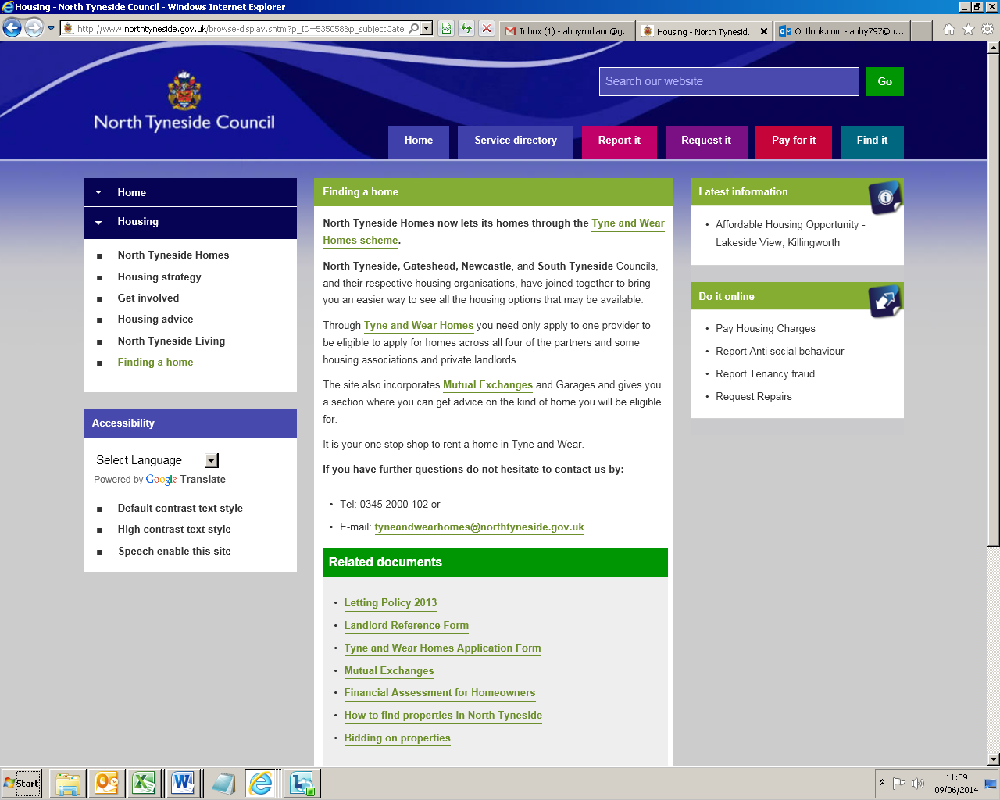 Housing - North Tyneside Council - Windows Internet Explorer
http://www.northtyneside.gov.uk/browse-display.shtml?p_ID=535058&p_subjectCate
Inbox (1) - abbyrudland@g...
Housing - North Tynesid...
Outlook.com - abby797@h...
North Tyneside Council
Search our website
Go
Home
Service directory
Report it
Request it
Pay for it
Find it
Home
Housing
North Tyneside Homes
Housing strategy
Get involved
Housing advice
North Tyneside Living
Finding a home
Accessibility
Select Language
Powered by Google Translate
Default contrast text style
High contrast text style
Speech enable this site
Finding a home
North Tyneside Homes now lets its homes through the Tyne and Wear
Homes scheme.
North Tyneside, Gateshead, Newcastle, and South Tyneside Councils,
and their respective housing organisations, have joined together to bring
you an easier way to see all the housing options that may be available.
Through Tyne and Wear Homes you need only apply to one provider to
be eligible to apply for homes across all four of the partners and some
housing associations and private landlords
The site also incorporates Mutual Exchanges and Garages and gives you
a section where you can get advice on the kind of home you will be eligible
for.
It is your one stop shop to rent a home in Tyne and Wear.
If you have further questions do not hesitate to contact us by:
• Tel: 0345 2000 102 or
• E-mail: tyneandwearhomes@northtyneside.gov.uk
Related documents
• Letting Policy 2013
• Landlord Reference Form
• Tyne and Wear Homes Application Form
• Mutual Exchanges
• Financial Assessment for Homeowners
• How to find properties in North Tyneside
• Bidding on properties
Latest information
• Affordable Housing Opportunity -
Lakeside View, Killingworth
Do it online
• Pay Housing Charges
• Report Anti social behaviour
• Report Tenancy fraud
• Request Repairs
Start
11:59
09/06/2014